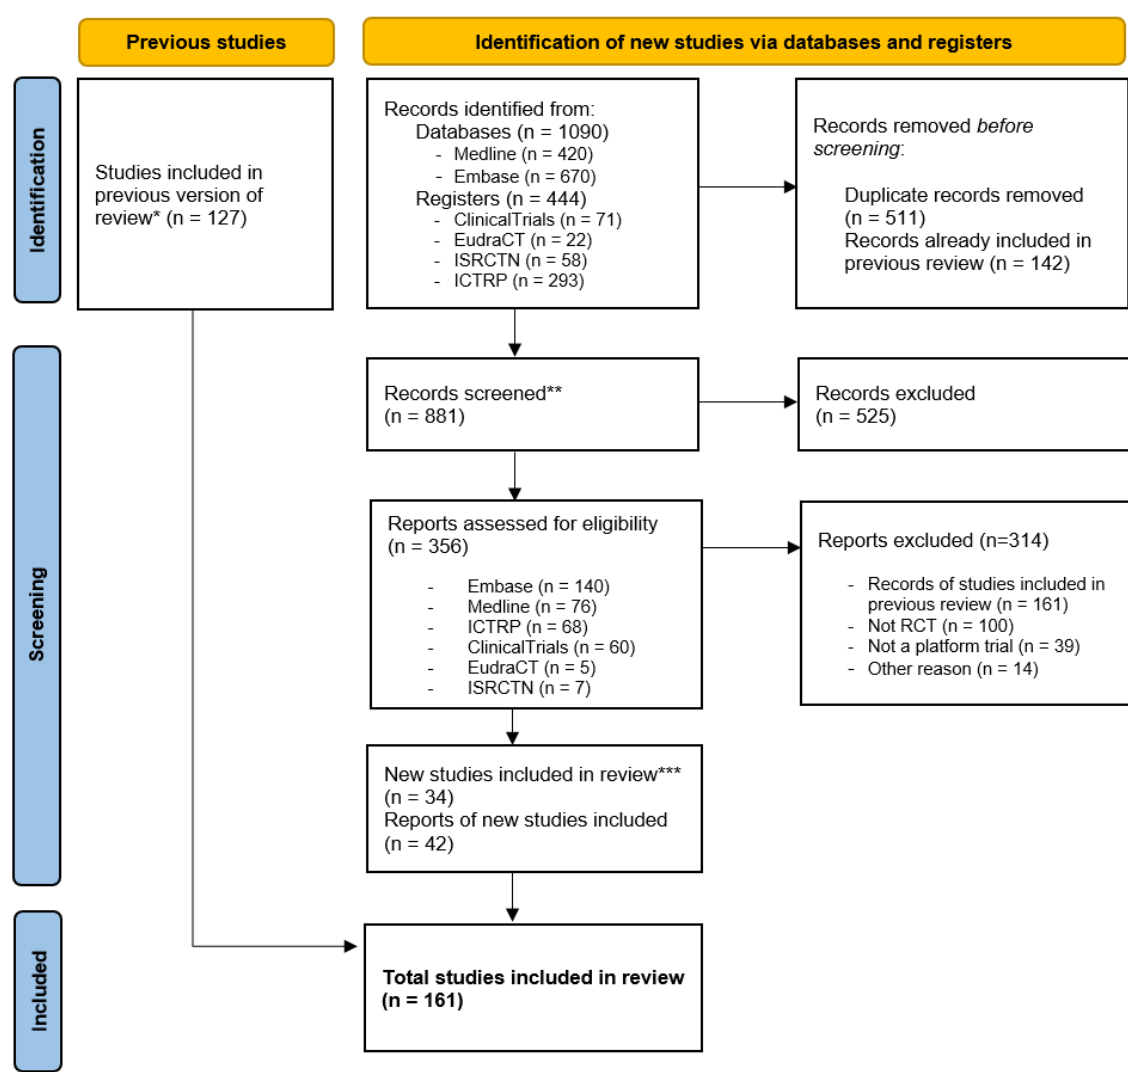 Previous studies
Identification of new studies via databases and registers
Identification
Studies included in
previous version of
review* (n = 127)
Records identified from:
Databases (n = 1090)
- Medline (n = 420)
- Embase (n = 670)
Registers (n = 444)
- ClinicalTrials (n = 71)
- EudraCT (n = 22)
- ISRCTN (n = 58)
- ICTRP (n = 293)
Records removed before
screening:
Duplicate records removed
(n = 511)
Records already included in
previous review (n = 142)
Screening
Records screened**
(n = 881)
Records excluded
(n = 525)
Reports assessed for eligibility
(n = 356)
- Embase (n = 140)
- Medline (n = 76)
- ICTRP (n = 68)
- ClinicalTrials (n = 60)
- EudraCT (n = 5)
- ISRCTN (n = 7)
Reports excluded (n=314)
- Records of studies included in
previous review (n = 161)
- Not RCT (n = 100)
- Not a platform trial (n = 39)
- Other reason (n = 14)
New studies included in review***
(n = 34)
Reports of new studies included
(n = 42)
Included
Total studies included in review
(n = 161)